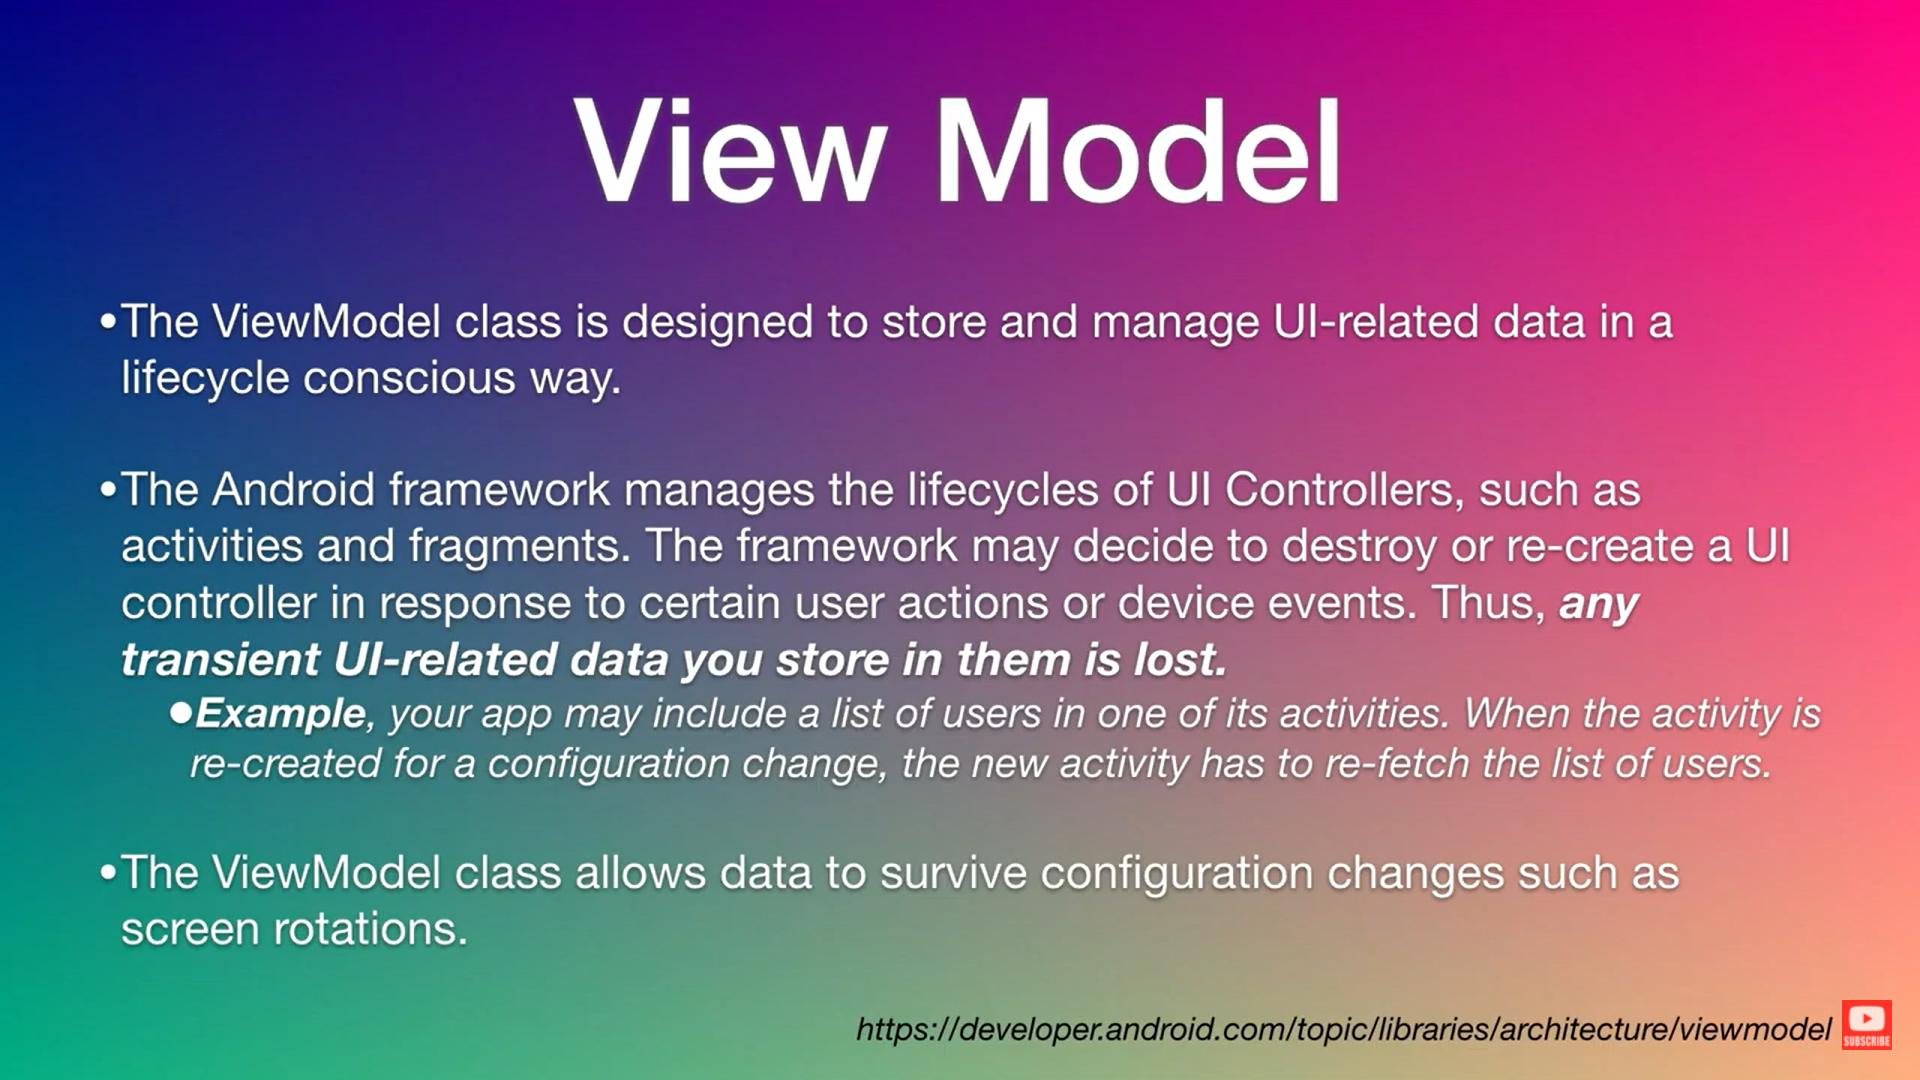 View Model
•The ViewModel class is designed to store and manage UI-related data in a
lifecycle conscious way.
•The Android framework manages the lifecycles of UI Controllers, such as
activities and fragments. The framework may decide to destroy or re-create a UI
controller in response to certain user actions or device events. Thus, any
transient UI-related data you store in them is lost.
•Example, your app may include a list of users in one of its activities. When the activity is
re-created for a configuration change, the new activity has to re-fetch the list of users.
•The ViewModel class allows data to survive configuration changes such as
screen rotations.
https://developer.android.com/topic/libraries/architecture/viewmodel
SUBSCRIBE